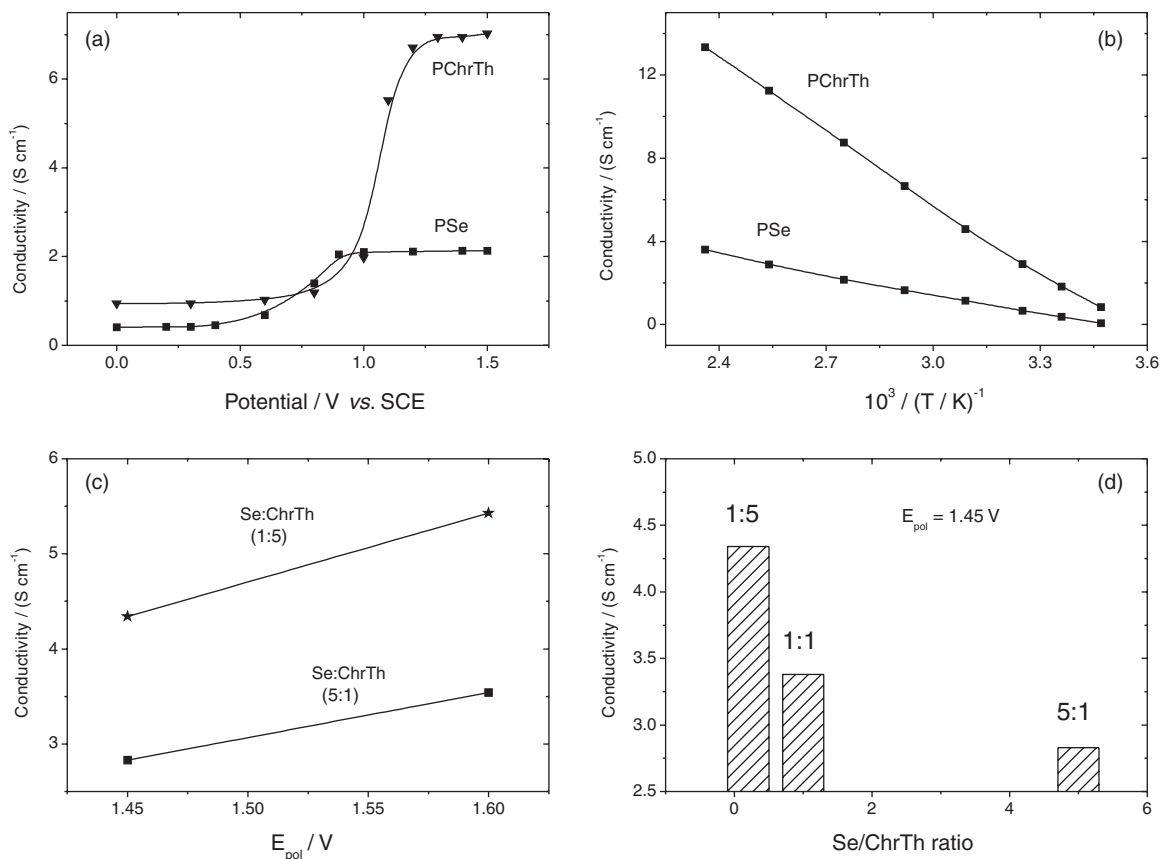 (a)
PChrTh
PSe
Conductivity / (S cm⁻¹)
6
4
2
0
0.0 0.5 1.0 1.5
Potential / V vs. SCE
(b)
PChrTh
PSe
Conductivity / (S cm⁻¹)
12
8
4
0
2.4 2.7 3.0 3.3 3.6
10³ / (T / K)⁻¹
(c)
Se:ChrTh
(1:5)
Se:ChrTh
(5:1)
Conductivity / (S cm⁻¹)
6
5
4
3
1.45 1.50 1.55 1.60
E_pol / V
(d)
1:5
E_pol = 1.45 V
1:1
5:1
Conductivity / (S cm⁻¹)
5.0
4.5
4.0
3.5
3.0
2.5
0 2 4 6
Se/ChrTh ratio